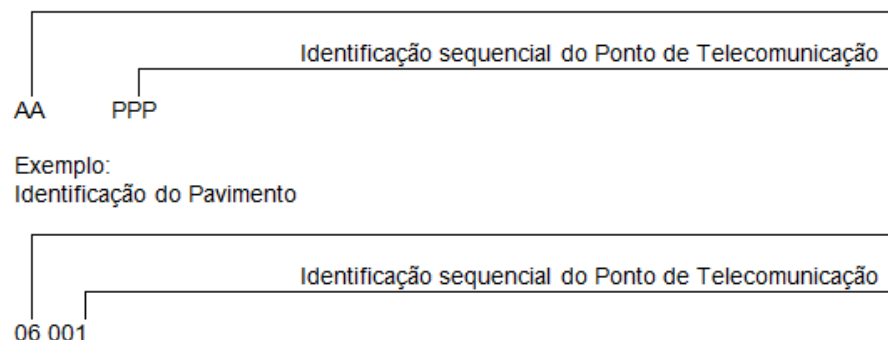 Identificação sequencial do Ponto de Telecomunicação
AA PPP
Exemplo:
Identificação do Pavimento
Identificação sequencial do Ponto de Telecomunicação
06 001